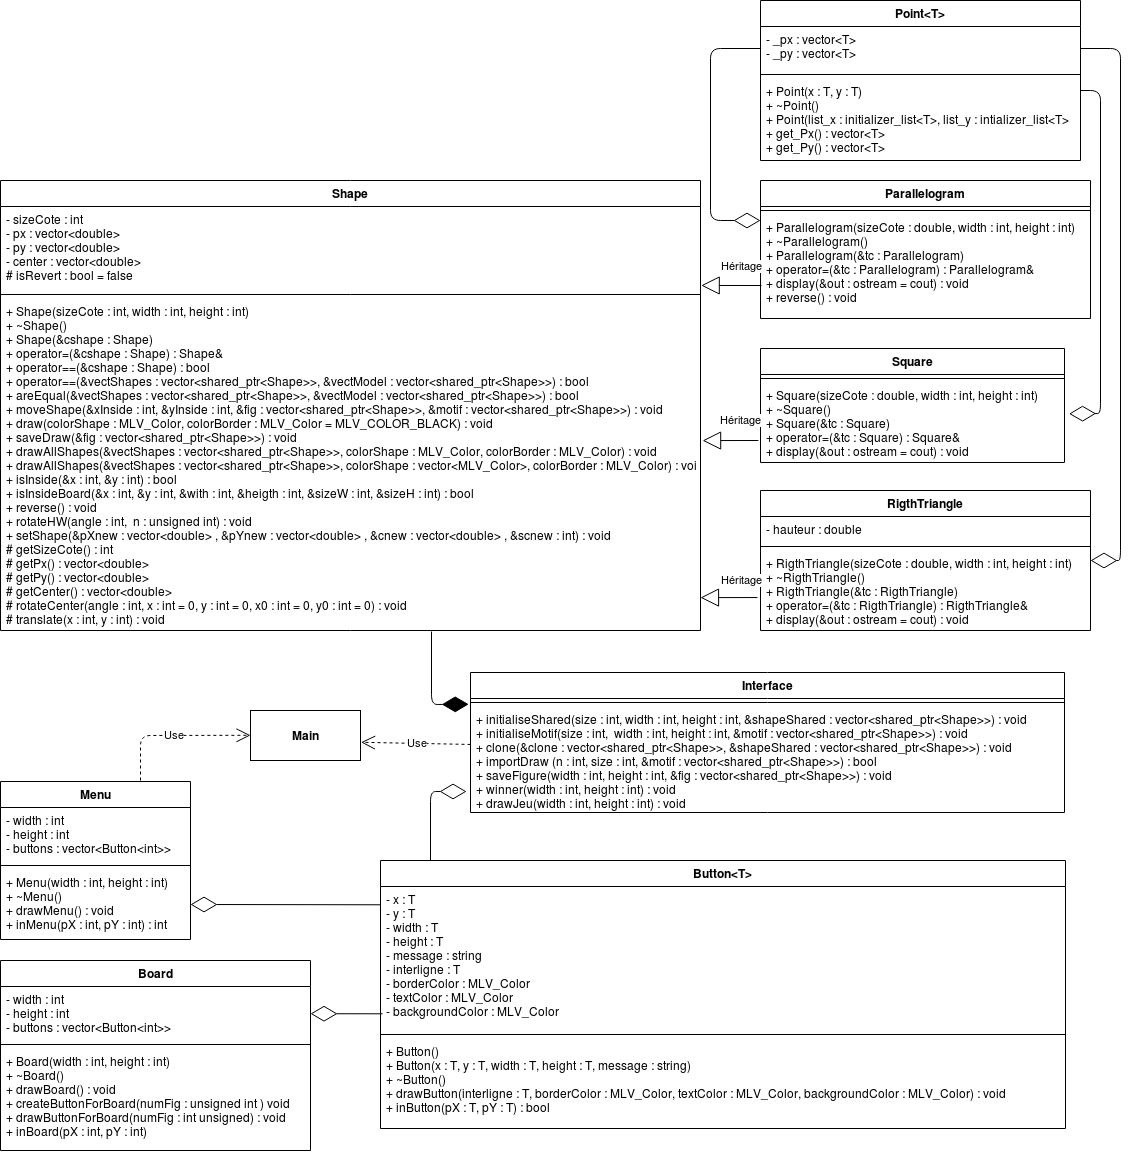 Point<T>
- _px : vector<T>
- _py : vector<T>
+ Point(x : T, y : T)
+ ~Point()
+ Point(list_x : initializer_list<T>, list_y : intializer_list<T>
+ get_Px() : vector<T>
+ get_Py() : vector<T>
Shape
- sizeCote : int
- px : vector<double>
- py : vector<double>
- center : vector<double>
# isRevert : bool = false
+ Shape(sizeCote : int, width : int, height : int)
+ ~Shape()
+ Shape(&cshape : Shape)
+ operator=(&cshape : Shape) : Shape&
+ operator==(&cshape : Shape) : bool
+ operator==(&vectShapes : vector<shared_ptr<Shape>>, &vectModel : vector<shared_ptr<Shape>>) : bool
+ areEqual(&vectShapes : vector<shared_ptr<Shape>>, &vectModel : vector<shared_ptr<Shape>>) : bool
+ moveShape(&xInside : int, &yInside : int, &fig : vector<shared_ptr<Shape>>, &motif : vector<shared_ptr<Shape>>) : void
+ draw(colorShape : MLV_Color, colorBorder : MLV_Color = MLV_COLOR_BLACK) : void
+ saveDraw(&fig : vector<shared_ptr<Shape>>) : void
+ drawAllShapes(&vectShapes : vector<shared_ptr<Shape>>, colorShape : MLV_Color, colorBorder : MLV_Color) : void
+ drawAllShapes(&vectShapes : vector<shared_ptr<Shape>>, colorShape : vector<MLV_Color>, colorBorder : MLV_Color) : voi
+ isInside(&x : int, &y : int) : bool
+ isInsideBoard(&x : int, &y : int, &with : int, &heigth : int, &sizeW : int, &sizeH : int) : bool
+ reverse() : void
+ rotateHW(angle : int,  n : unsigned int) : void
+ setShape(&pXnew : vector<double> , &pYnew : vector<double> , &cnew : vector<double> , &scnew : int) : void
# getSizeCote() : int
# getPx() : vector<double>
# getPy() : vector<double>
# getCenter() : vector<double>
# rotateCenter(angle : int, x : int = 0, y : int = 0, x0 : int = 0, y0 : int = 0) : void
# translate(x : int, y : int) : void
Parallelogram
+ Parallelogram(sizeCote : double, width : int, height : int)
+ ~Parallelogram()
+ Parallelogram(&tc : Parallelogram)
+ operator=(&tc : Parallelogram) : Parallelogram&
+ display(&out : ostream = cout) : void
+ reverse() : void
Héritage
Square
+ Square(sizeCote : double, width : int, height : int)
+ ~Square()
+ Square(&tc : Square)
+ operator=(&tc : Square) : Square&
+ display(&out : ostream = cout) : void
Héritage
RigthTriangle
- hauteur : double
+ RigthTriangle(sizeCote : double, width : int, height : int)
+ ~RigthTriangle()
+ RigthTriangle(&tc : RigthTriangle)
+ operator=(&tc : RigthTriangle) : RigthTriangle&
+ display(&out : ostream = cout) : void
Héritage
Interface
+ initialiseShared(size : int, width : int, height : int, &shapeShared : vector<shared_ptr<Shape>>) : void
+ initialiseMotif(size : int,  width : int, height : int, &motif : vector<shared_ptr<Shape>>) : void
+ clone(&clone : vector<shared_ptr<Shape>>, &shapeShared : vector<shared_ptr<Shape>>) : void
+ importDraw (n : int, size : int, &motif : vector<shared_ptr<Shape>>) : bool
+ saveFigure(width : int, height : int, &fig : vector<shared_ptr<Shape>>) : void
+ winner(width : int, height : int) : void
+ drawJeu(width : int, height : int) : void
Use
Main
Use
Menu
- width : int
- height : int
- buttons : vector<Button<int>>
+ Menu(width : int, height : int)
+ ~Menu()
+ drawMenu() : void
+ inMenu(pX : int, pY : int) : int
Button<T>
- x : T
- y : T
- width : T
- height : T
- message : string
- interligne : T
- borderColor : MLV_Color
- textColor : MLV_Color
- backgroundColor : MLV_Color
+ Button()
+ Button(x : T, y : T, width : T, height : T, message : string)
+ ~Button()
+ drawButton(interligne : T, borderColor : MLV_Color, textColor : MLV_Color, backgroundColor : MLV_Color) : void
+ inButton(pX : T, pY : T) : bool
Board
- width : int
- height : int
- buttons : vector<Button<int>>
+ Board(width : int, height : int)
+ ~Board()
+ drawBoard() : void
+ createButtonForBoard(numFig : unsigned int ) void
+ drawButtonForBoard(numFig : int unsigned) : void
+ inBoard(pX : int, pY : int)